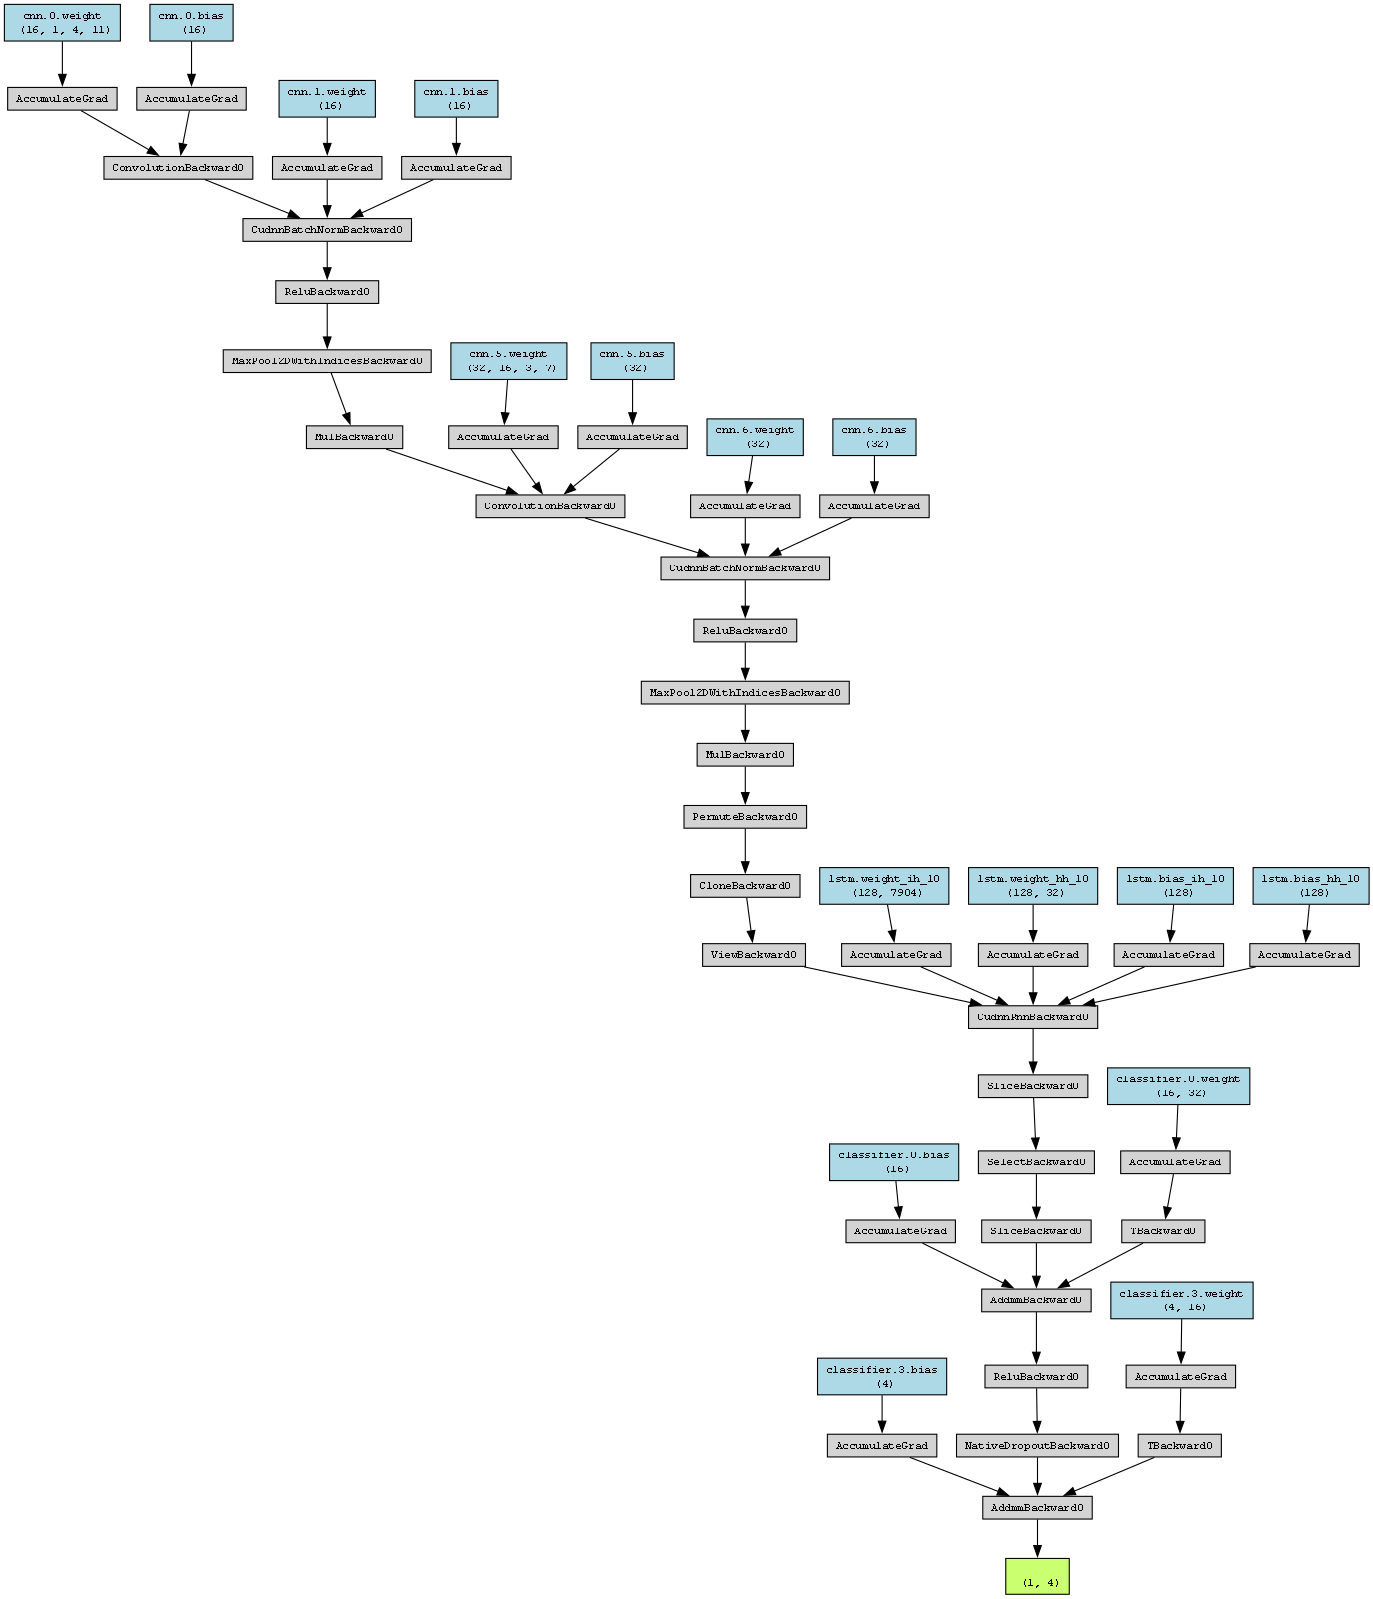 cnn.0.weight
(16, 1, 4, 11)
cnn.0.bias
(16)
AccumulateGrad
AccumulateGrad
cnn.1.weight
(16)
cnn.1.bias
(16)
ConvolutionBackward0
AccumulateGrad
AccumulateGrad
CudnnBatchNormBackward0
ReluBackward0
MaxPool2DWithIndicesBackward0
cnn.5.weight
(32, 16, 3, 7)
cnn.5.bias
(32)
MulBackward0
AccumulateGrad
AccumulateGrad
cnn.6.weight
(32)
cnn.6.bias
(32)
ConvolutionBackward0
AccumulateGrad
AccumulateGrad
CudnnBatchNormBackward0
ReluBackward0
MaxPool2DWithIndicesBackward0
MulBackward0
PermuteBackward0
CloneBackward0
lstm.weight_ih_l0
(128, 7904)
lstm.weight_hh_l0
(128, 32)
lstm.bias_ih_l0
(128)
lstm.bias_hh_l0
(128)
ViewBackward0
AccumulateGrad
AccumulateGrad
AccumulateGrad
AccumulateGrad
CudnnRnnBackward0
SliceBackward0
classifier.0.weight
(16, 32)
classifier.0.bias
(16)
SelectBackward0
AccumulateGrad
AccumulateGrad
SliceBackward0
TBackward0
AddmmBackward0
classifier.3.weight
(4, 16)
classifier.3.bias
(4)
ReluBackward0
AccumulateGrad
AccumulateGrad
NativeDropoutBackward0
TBackward0
AddmmBackward0
(1, 4)